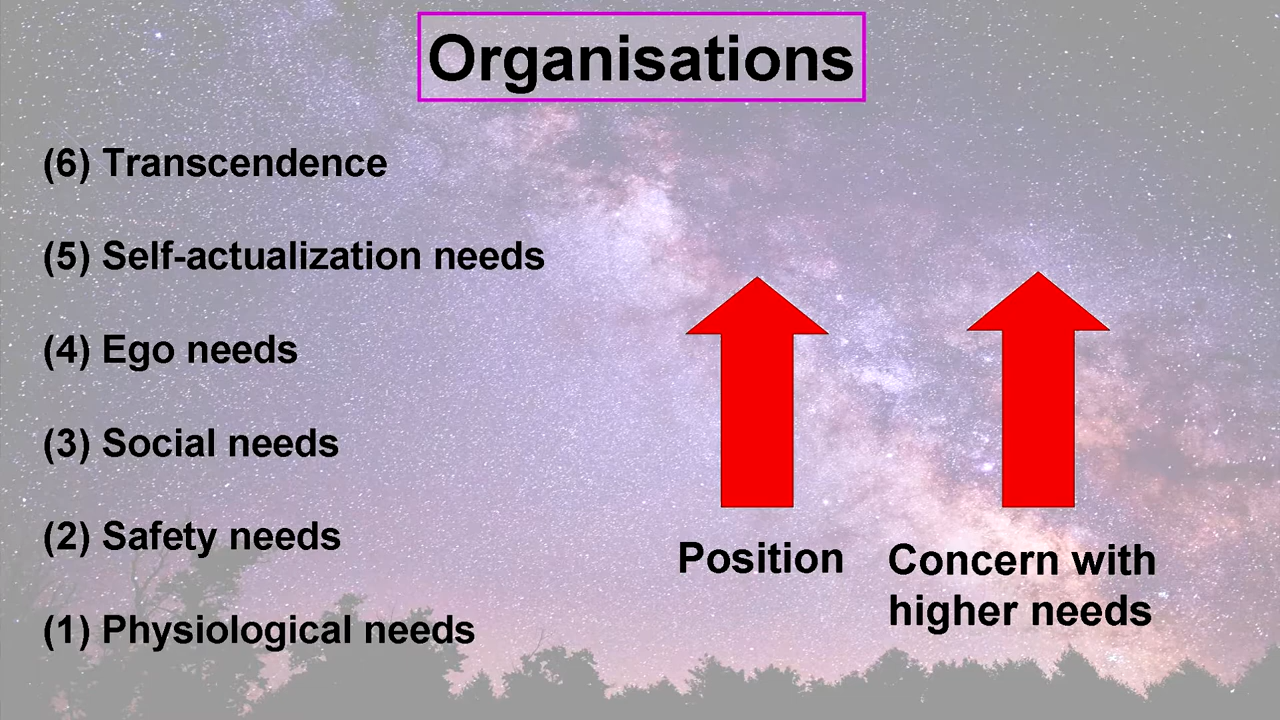 Organisations
(6) Transcendence
(5) Self-actualization needs
(4) Ego needs
(3) Social needs
(2) Safety needs
(1) Physiological needs
Position
Concern with
higher needs